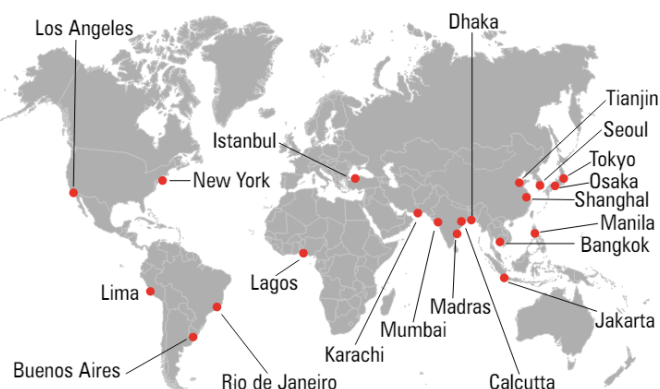 Dhaka
Los Angeles
Tianjin
Seoul
Istanbul
Tokyo
New York
Osaka
Shanghal
Manila
Bangkok
Lagos
Lima
Madras
Jakarta
Mumbai
Karachi
Buenos Aires
Rio de Janeiro
Calcutta